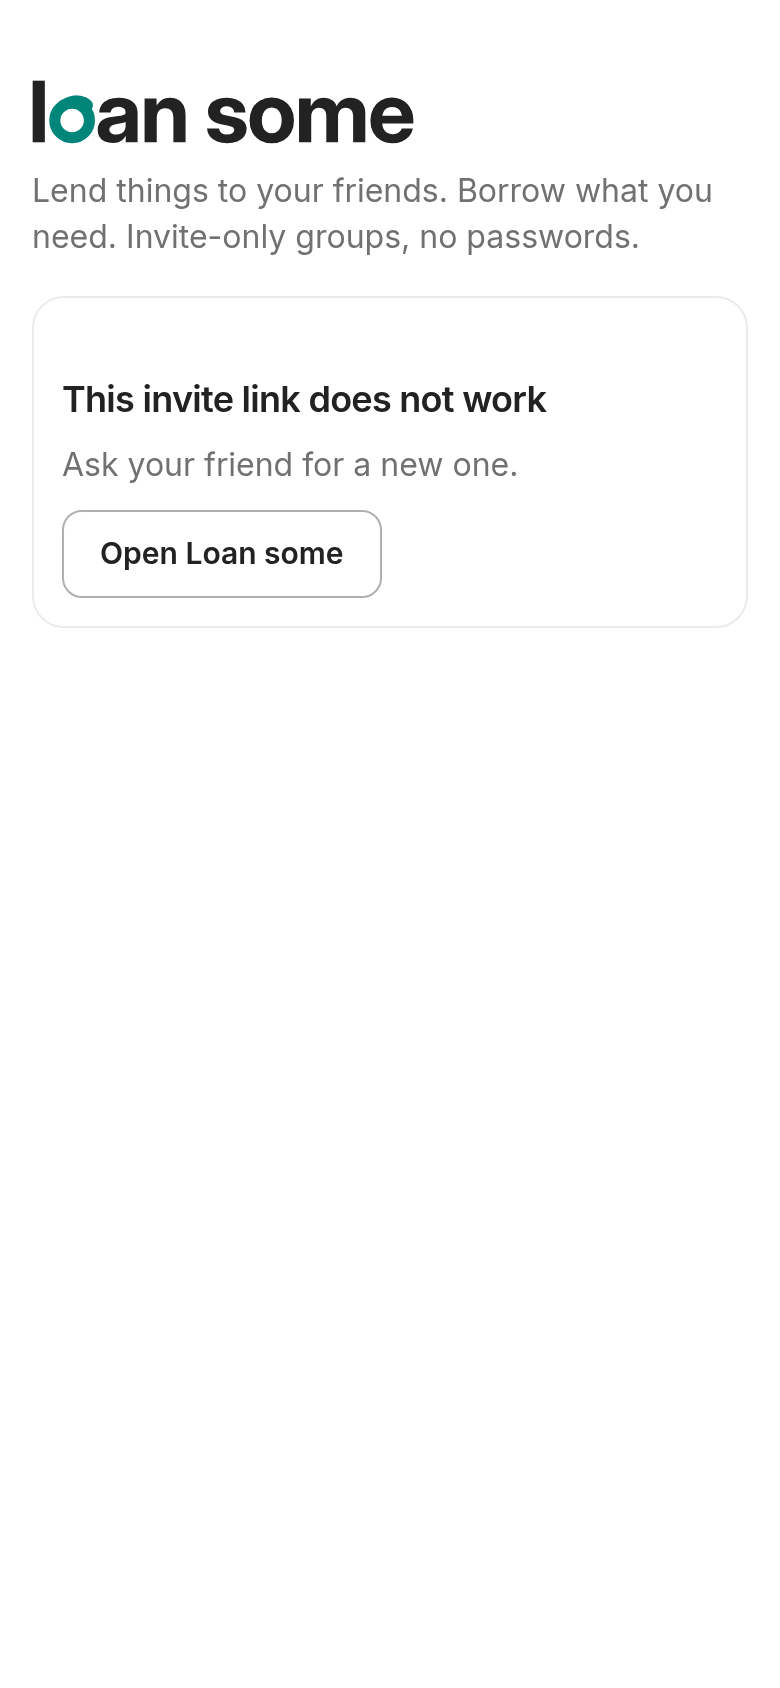 loan some
Lend things to your friends. Borrow what you
need. Invite-only groups, no passwords.
This invite link does not work
Ask your friend for a new one.
Open Loan some